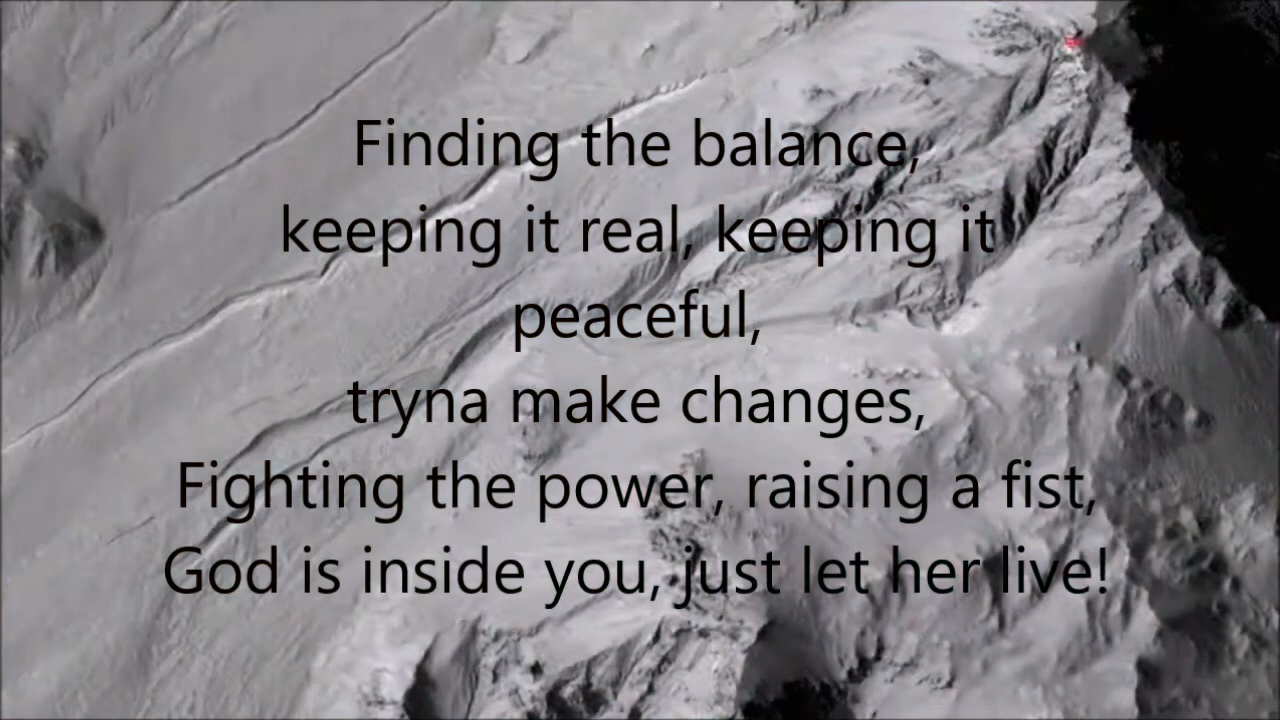 Finding the balance,
keeping it real, keeping it
peaceful,
tryna make changes,
Fighting the power, raising a fist,
God is inside you, just let her live!